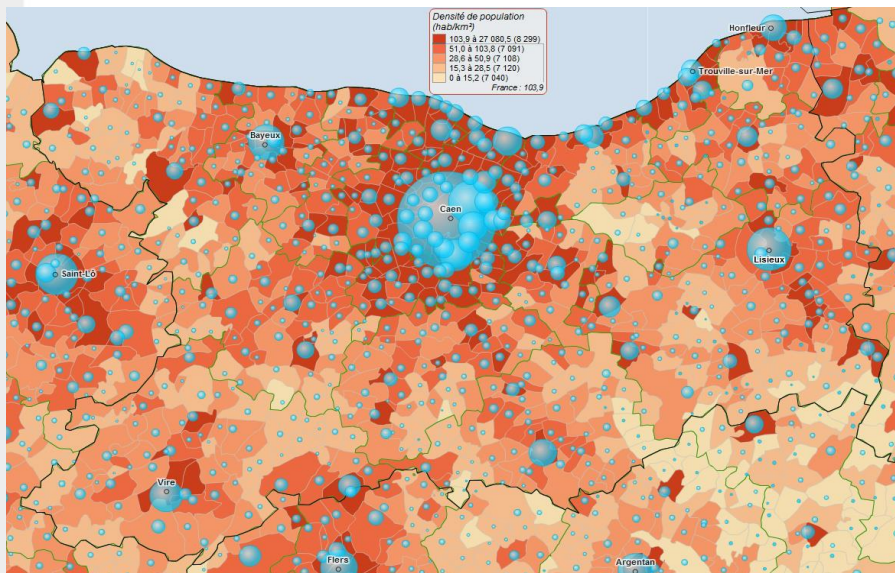 Densité de population
(hab/km²)
103,9 à 27 080,5 (8 299)
51,0 à 103,8 (7 091)
28,6 à 50,9 (7 108)
15,3 à 28,5 (7 120)
0 à 15,2 (7 040)
France : 103,9
Honfleur
Trouville-sur-Mer
Bayeux
Caen
Lisieux
Saint-Lô
Vire
Flers
Argentan